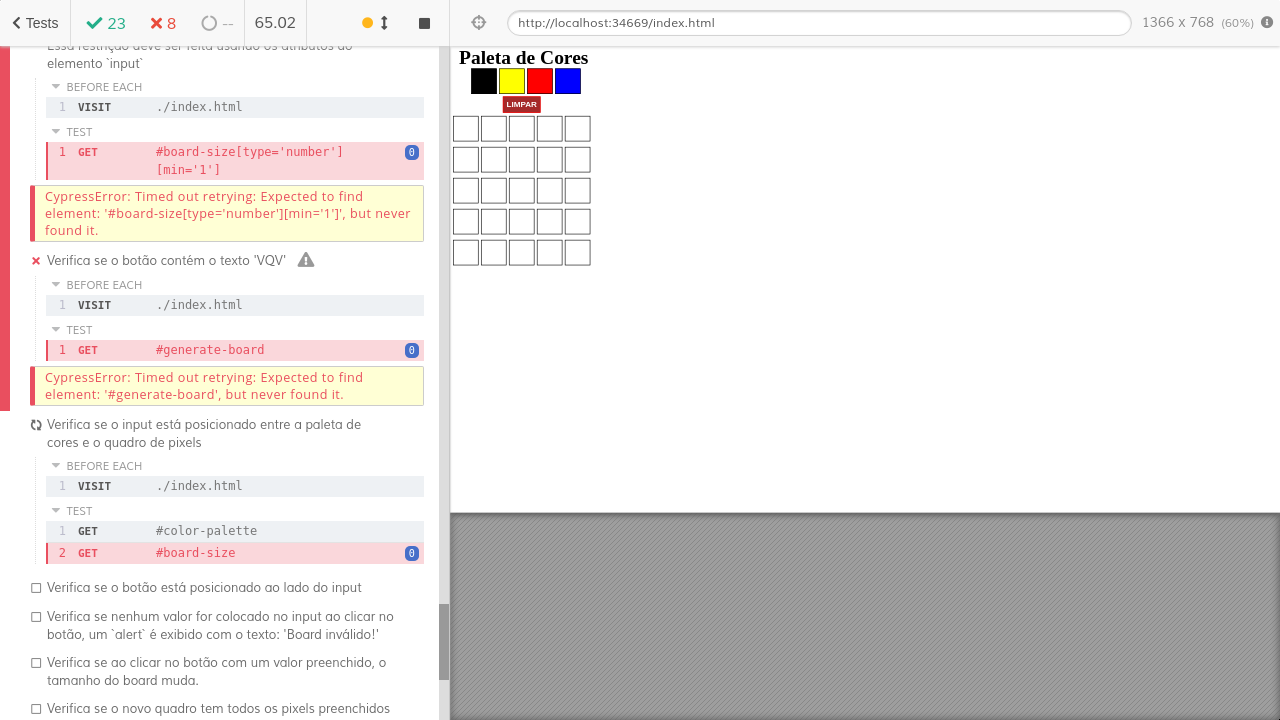 Tests
23
8
--
65.02
http://localhost:34669/index.html
1366 x 768 (60%)
Essa restrição deve ser feita usando os atributos do
elemento `input`
BEFORE EACH
1 VISIT ./index.html
TEST
1 GET #board-size[type='number']
[min='1']
0
CypressError: Timed out retrying: Expected to find
element: '#board-size[type='number'][min='1']', but never
found it.
Verifica se o botão contém o texto 'VQV'
BEFORE EACH
1 VISIT ./index.html
TEST
1 GET #generate-board 0
CypressError: Timed out retrying: Expected to find
element: '#generate-board', but never found it.
Verifica se o input está posicionado entre a paleta de
cores e o quadro de pixels
BEFORE EACH
1 VISIT ./index.html
TEST
1 GET #color-palette
2 GET #board-size 0
Verifica se o botão está posicionado ao lado do input
Verifica se nenhum valor for colocado no input ao clicar no
botão, um `alert` é exibido com o texto: 'Board inválido!'
Verifica se ao clicar no botão com um valor preenchido, o
tamanho do board muda.
Verifica se o novo quadro tem todos os pixels preenchidos
Paleta de Cores
LIMPAR